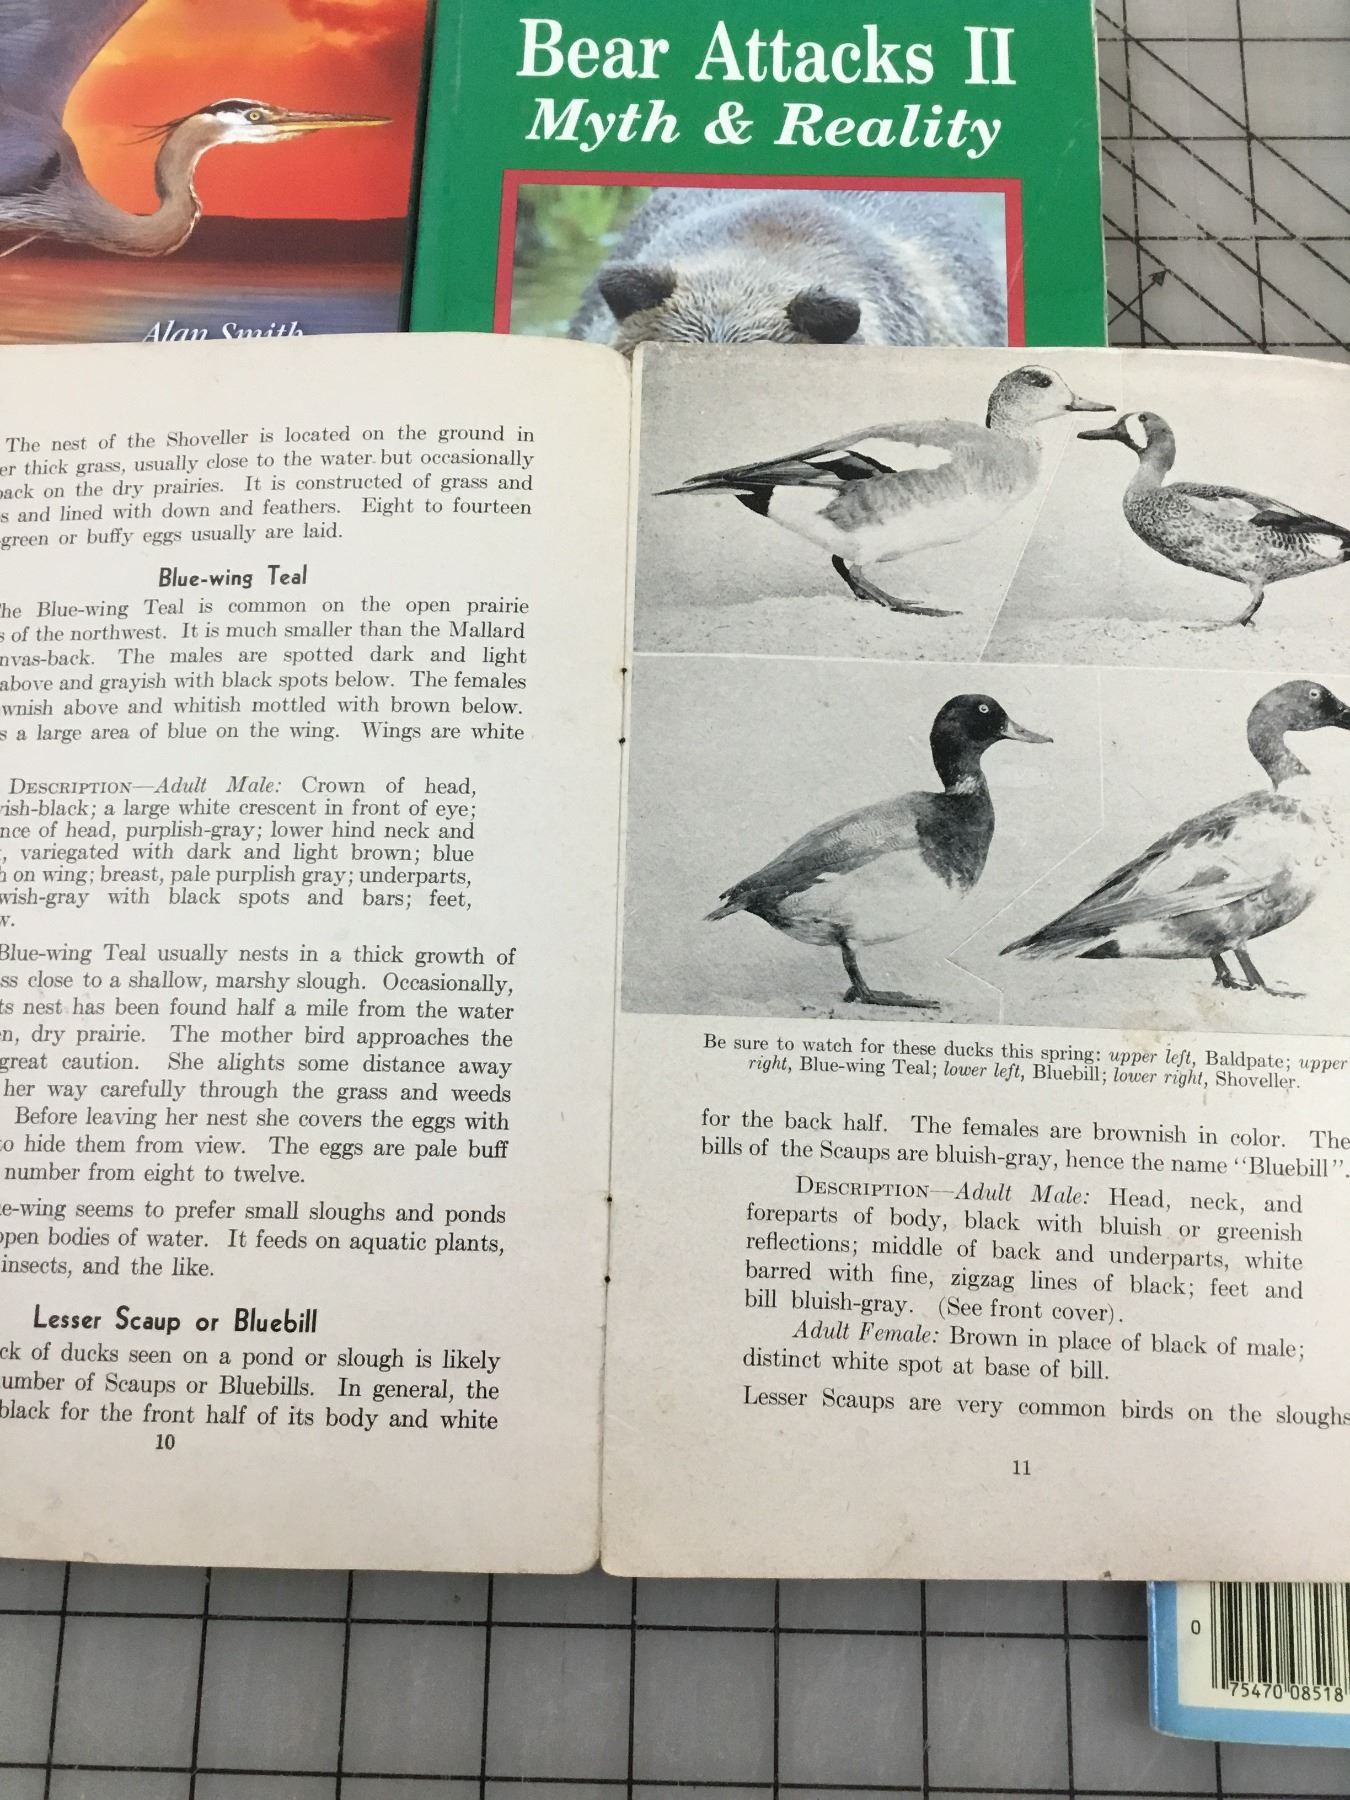 Bear Attacks II
Myth & Reality
Alan Smith
The nest of the Shoveller is located on the ground in
er thick grass, usually close to the water but occasionally
back on the dry prairies. It is constructed of grass and
s and lined with down and feathers. Eight to fourteen
green or buffy eggs usually are laid.
Blue-wing Teal
he Blue-wing Teal is common on the open prairie
s of the northwest. It is much smaller than the Mallard
nvas-back. The males are spotted dark and light
above and grayish with black spots below. The females
wnish above and whitish mottled with brown below.
s a large area of blue on the wing. Wings are white
DESCRIPTION—Adult Male: Crown of head,
ish-black; a large white crescent in front of eye;
nce of head, purplish-gray; lower hind neck and
, variegated with dark and light brown; blue
h on wing; breast, pale purplish gray; underparts,
wish-gray with black spots and bars; feet,
w.
Blue-wing Teal usually nests in a thick growth of
ss close to a shallow, marshy slough. Occasionally,
ts nest has been found half a mile from the water
n, dry prairie. The mother bird approaches the
great caution. She alights some distance away
her way carefully through the grass and weeds
Before leaving her nest she covers the eggs with
to hide them from view. The eggs are pale buff
number from eight to twelve.
e-wing seems to prefer small sloughs and ponds
open bodies of water. It feeds on aquatic plants,
insects, and the like.
Lesser Scaup or Bluebill
ck of ducks seen on a pond or slough is likely
umber of Scaups or Bluebills. In general, the
black for the front half of its body and white
10
Be sure to watch for these ducks this spring: upper left, Baldpate; upper
right, Blue-wing Teal; lower left, Bluebill; lower right, Shoveller.
for the back half. The females are brownish in color. The
bills of the Scaups are bluish-gray, hence the name "Bluebill".
DESCRIPTION—Adult Male: Head, neck, and
foreparts of body, black with bluish or greenish
reflections; middle of back and underparts, white
barred with fine, zigzag lines of black; feet and
bill bluish-gray. (See front cover).
Adult Female: Brown in place of black of male;
distinct white spot at base of bill.
Lesser Scaups are very common birds on the sloughs
11
0
75470 08518